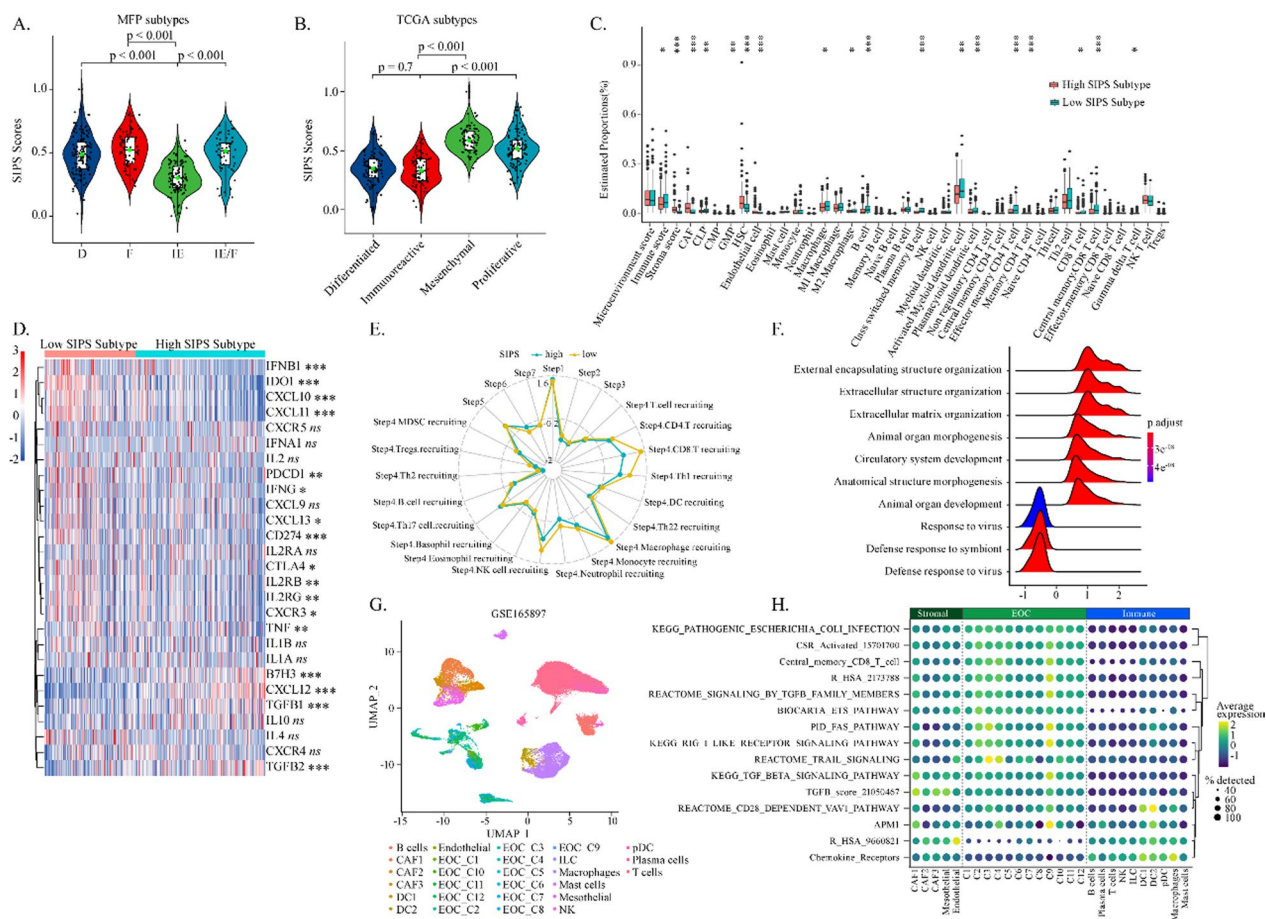 A.
MFP subtypes
p < 0.001
p < 0.001
p < 0.001
SIPS Scores
1.0
0.5
0.0
D
F
IE
IE/F
B.
TCGA subtypes
p < 0.001
p = 0.7
p < 0.001
SIPS Scores
1.0
0.5
0.0
Differentiated
Immunoreactive
Mesenchymal
Proliferative
C.
Estimated Proportions(%)
0.9
0.6
0.3
0.0
High SIPS Subtype
Low SIPS Subype
Microenvironment score
Immune score
Stroma score
CAF
CLP
CMP
GMP
HSC
Endothelial cell
Eosinophil
Mast cell
Monocyte
Neutrophil
Macrophage
M1 Macrophage
M2 Macrophage
B cell
Memory B cell
Naive B cell
Plasma B cell
Class switched memory B cell
NK cell
Myeloid dendritic cell
Activated Myeloid dendritic cell
Plasmacytoid dendritic cell
Non regulatory CD4 T cell
Central memory CD4 T cell
Effector memory CD4 T cell
Memory CD4 T cell
Naive CD4 T cell
Th1cell
Th2 cell
CD8 T cell
Central memory.CD8 T cell
Effector.memory CD8 T cell
Naive CD8 T cell
Gamma delta T cell
NK T cell
Tregs
D.
3
2
1
0
-1
-2
Low SIPS Subtype
High SIPS Subtype
IFNB1 ***
IDO1 ***
CXCL10 ***
CXCL11 ***
CXCR5 ns
IFNA1 ns
IL2 ns
PDCD1 **
IFNG *
CXCL9 ns
CXCL13 *
CD274 ***
IL2RA ns
CTLA4 *
IL2RB **
IL2RG **
CXCR3 *
TNF **
IL1B ns
IL1A ns
B7H3 ***
CXCL12 ***
TGFB1 ***
IL10 ns
IL4 ns
CXCR4 ns
TGFB2 ***
E.
SIPS high low
Step1
Step2
Step3
Step4.T.cell recruiting
Step4.CD4.T recruiting
Step4.CD8.T recruiting
Step4.Th1 recruiting
Step4.DC recruiting
Step4.Th22 recruiting
Step4.Macrophage recruiting
Step4.Monocyte recruiting
Step4.Neutrophil recruiting
Step4.NK cell.recruiting
Step4.Eosinophil recruiting
Step4.Basophil recruiting
Step4.Th17 cell.recruiting
Step4.B.cell recruiting
Step4.Th2 recruiting
Step4.Tregs.recruiting
Step4.MDSC recruiting
Step5
Step6
Step7
1.6
-0.2
-2
F.
External encapsulating structure organization
Extracellular structure organization
Extracellular matrix organization
Animal organ morphogenesis
Circulatory system development
Anatomical structure morphogenesis
Animal organ development
Response to virus
Defense response to symbiont
Defense response to virus
-1
0
1
2
p adjust
3e-08
4e-08
G.
GSE165897
UMAP_2
10
0
-10
-15
-10
-5
0
5
10
UMAP_1
B cells
CAF1
CAF2
CAF3
DC1
DC2
Endothelial
EOC_C1
EOC_C10
EOC_C11
EOC_C12
EOC_C2
EOC_C3
EOC_C4
EOC_C5
EOC_C6
EOC_C7
EOC_C8
EOC_C9
ILC
Macrophages
Mast cells
Mesothelial
NK
pDC
Plasma cells
T cells
H.
Stromal
EOC
Immune
KEGG_PATHOGENIC_ESCHERICHIA_COLI_INFECTION
CSR_Activated_15701700
Central_memory_CD8_T_cell
R_HSA_2173788
REACTOME_SIGNALING_BY_TGFB_FAMILY_MEMBERS
BIOCARTA_ETS_PATHWAY
PID_FAS_PATHWAY
KEGG_RIG_I_LIKE_RECEPTOR_SIGNALING_PATHWAY
REACTOME_TRAIL_SIGNALING
KEGG_TGF_BETA_SIGNALING_PATHWAY
TGFB_score_21050467
REACTOME_CD28_DEPENDENT_VAV1_PATHWAY
APM1
R_HSA_9660821
Chemokine_Receptors
CAF1
CAF2
CAF3
Mesothelial
Endothelial
C1
C2
C3
C4
C5
C6
C7
C8
C9
C10
C11
C12
B cells
Plasma cells
T cells
NK
ILC
DC1
DC2
pDC
Macrophages
Mast cells
Average
expression
2
1
0
-1
% detected
40
60
80
100